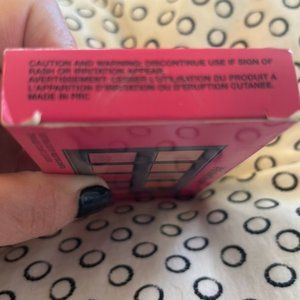 CAUTION AND WARNING: DISCONTINUE USE IF SIGN OF
RASH OR IRRITATION APPEAR.
AVERTISSEMENT: CESSER L'UTILISATION DU PRODUIT À
L'APPARITION D'IRRITATION OU D'ÉRUPTION CUTANÉE.
MADE IN PRC